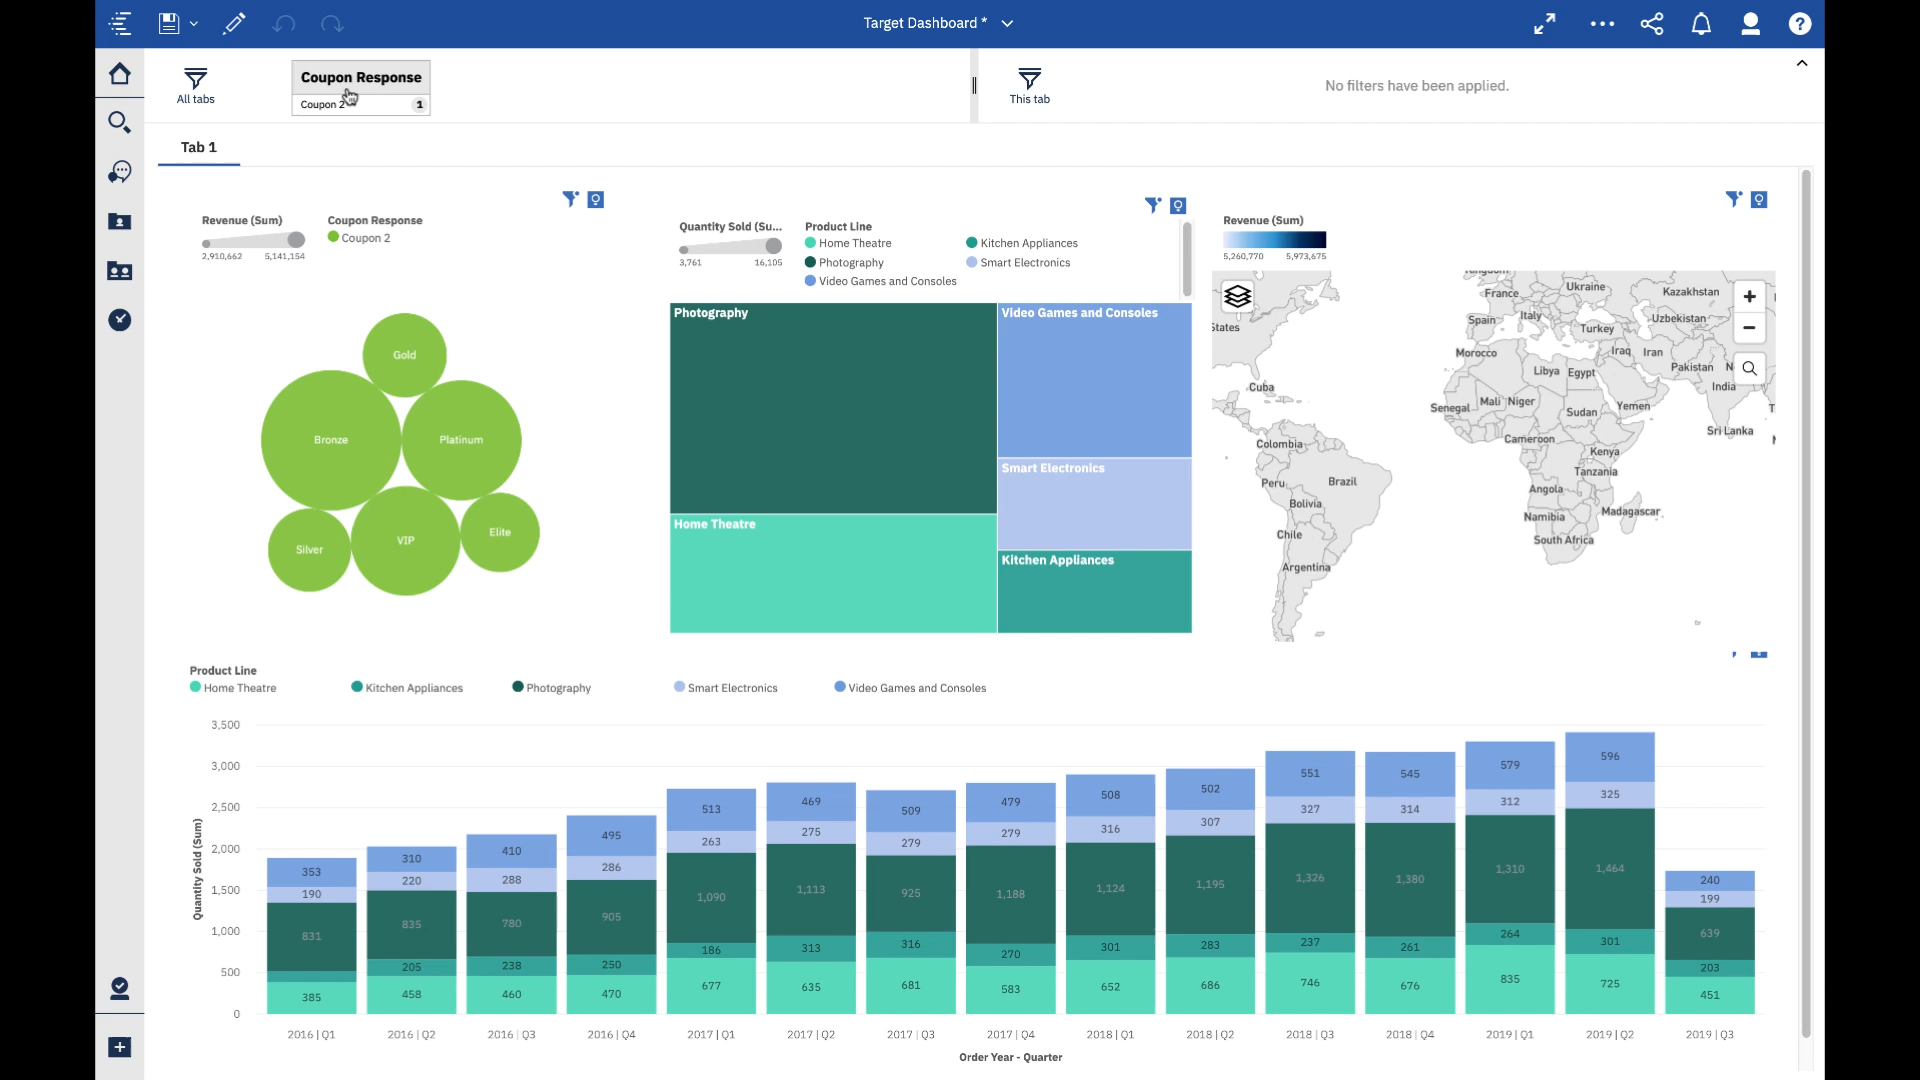 Target Dashboard *
All tabs
Coupon Response
Coupon 2
1
This tab
No filters have been applied.
Tab 1
Revenue (Sum)
2,910,662 5,141,154
Coupon Response
Coupon 2
Gold
Bronze
Platinum
Silver
VIP
Elite
Quantity Sold (Su...
3,761 16,105
Product Line
Home Theatre
Kitchen Appliances
Photography
Smart Electronics
Video Games and Consoles
Photography
Video Games and Consoles
Smart Electronics
Home Theatre
Kitchen Appliances
Revenue (Sum)
5,260,770 5,973,675
Ukraine
France
Kazakhstan
States
Spain
Italy
Turkey
Uzbekistan
Morocco
Iraq
Iran
Libya
Egypt
Pakistan
India
Cuba
Senegal
Mali
Niger
Sudan
Yemen
Sri Lanka
Colombia
Cameroon
Kenya
Tanzania
Peru
Brazil
Angola
Bolivia
Namibia
Madagascar
Chile
South Africa
Argentina
Product Line
Home Theatre
Kitchen Appliances
Photography
Smart Electronics
Video Games and Consoles
Quantity Sold (Sum)
3,500
3,000
2,500
2,000
1,500
1,000
500
0
353 310 410 495 513 469 509 479 508 502 551 545 579 596 240
190 220 288 286 263 275 279 279 316 307 327 314 312 325 199
831 835 780 905 1,090 1,113 925 1,188 1,124 1,195 1,326 1,380 1,310 1,464 639
205 238 250 186 313 316 270 301 283 237 261 264 301 203
385 458 460 470 677 635 681 583 652 686 746 676 835 725 451
2016 | Q1 2016 | Q2 2016 | Q3 2016 | Q4 2017 | Q1 2017 | Q2 2017 | Q3 2017 | Q4 2018 | Q1 2018 | Q2 2018 | Q3 2018 | Q4 2019 | Q1 2019 | Q2 2019 | Q3
Order Year - Quarter